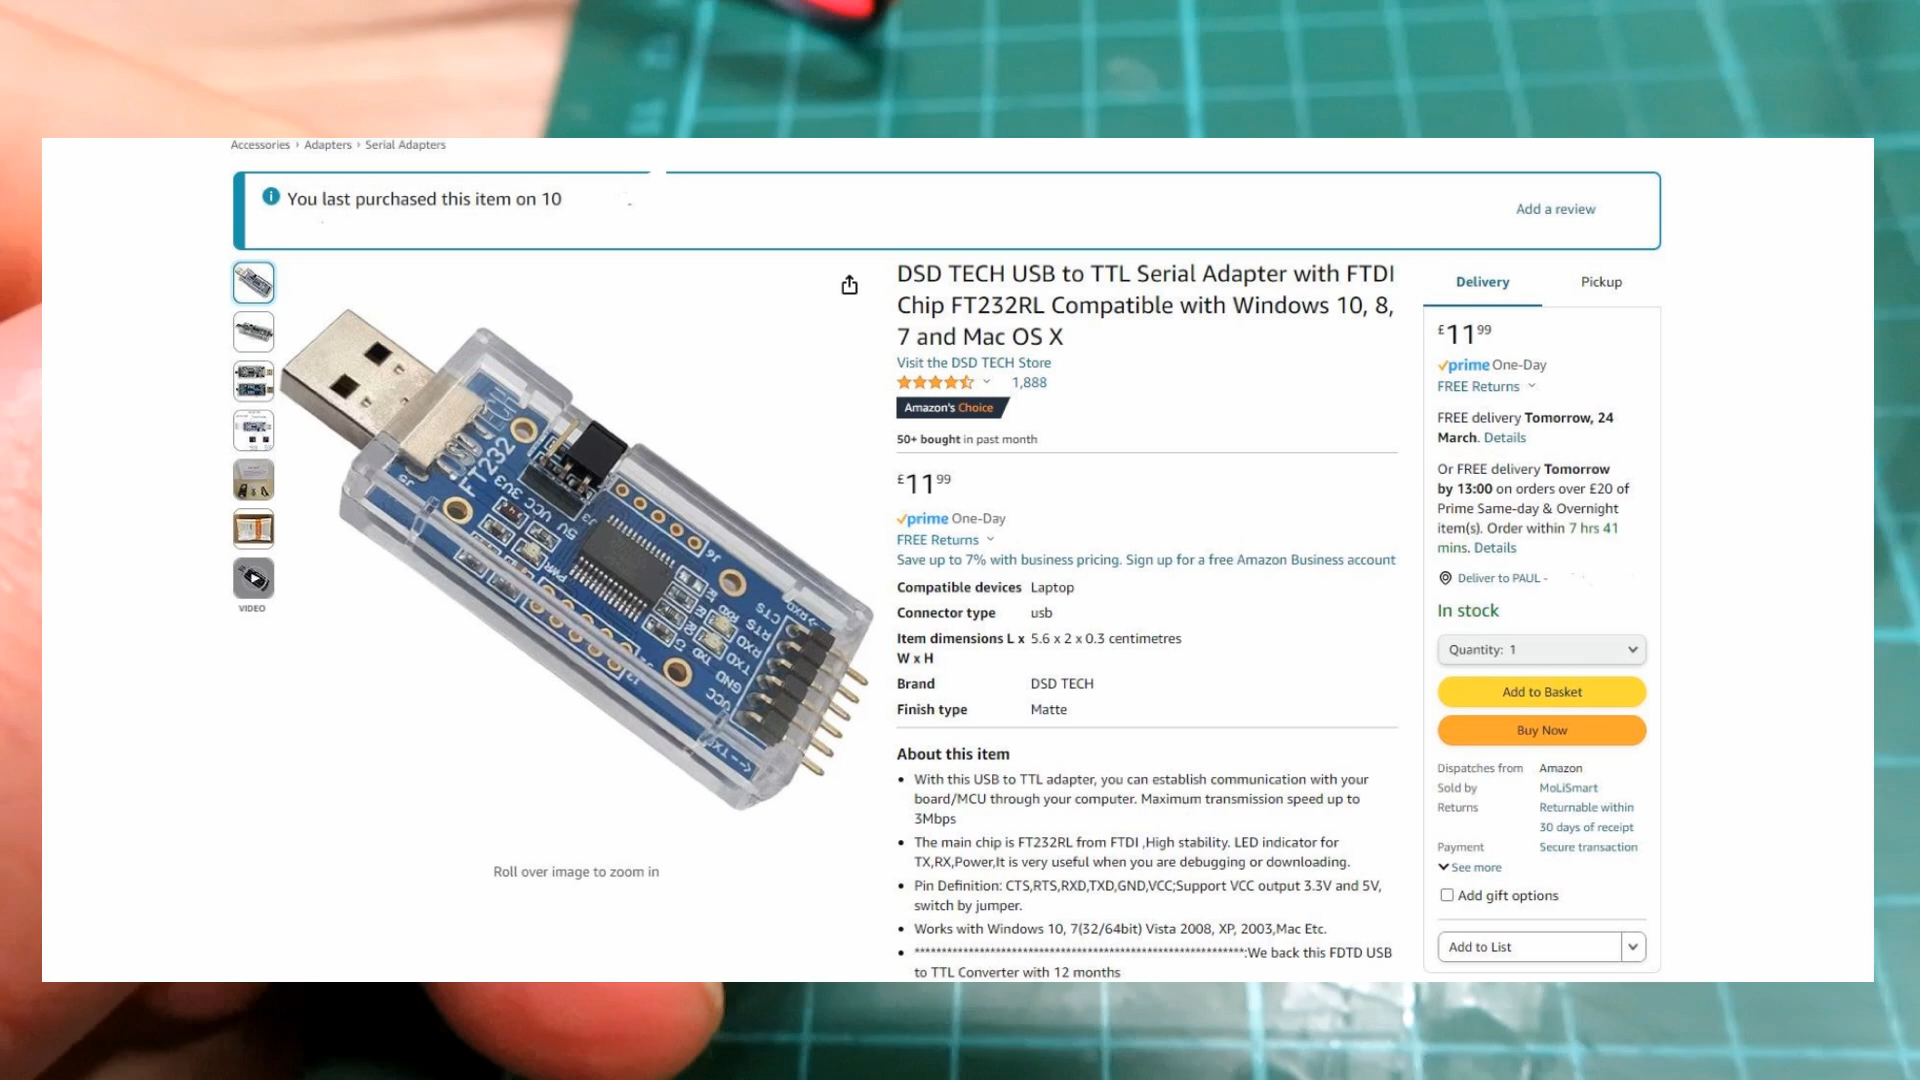 Accessories › Adapters › Serial Adapters
You last purchased this item on 10
Add a review
VIDEO
FT232
3V3
VCC
5V
J3
J5
J6
PWR
CTS
RTS
RXD
TXD
GND
VCC
RXD
TXD
Roll over image to zoom in
DSD TECH USB to TTL Serial Adapter with FTDI
Chip FT232RL Compatible with Windows 10, 8,
7 and Mac OS X
Visit the DSD TECH Store
1,888
Amazon's Choice
50+ bought in past month
£11⁹⁹
prime One-Day
FREE Returns
Save up to 7% with business pricing. Sign up for a free Amazon Business account
Compatible devices Laptop
Connector type usb
Item dimensions L x 5.6 x 2 x 0.3 centimetres
W x H
Brand DSD TECH
Finish type Matte
About this item
• With this USB to TTL adapter, you can establish communication with your
board/MCU through your computer. Maximum transmission speed up to
3Mbps
• The main chip is FT232RL from FTDI ,High stability. LED indicator for
TX,RX,Power,It is very useful when you are debugging or downloading.
• Pin Definition: CTS,RTS,RXD,TXD,GND,VCC;Support VCC output 3.3V and 5V,
switch by jumper.
• Works with Windows 10, 7(32/64bit) Vista 2008, XP, 2003,Mac Etc.
• **************************************************************:We back this FDTD USB
to TTL Converter with 12 months
Delivery Pickup
£11⁹⁹
prime One-Day
FREE Returns
FREE delivery Tomorrow, 24
March. Details
Or FREE delivery Tomorrow
by 13:00 on orders over £20 of
Prime Same-day & Overnight
item(s). Order within 7 hrs 41
mins. Details
Deliver to PAUL -
In stock
Quantity: 1
Add to Basket
Buy Now
Dispatches from Amazon
Sold by MoLiSmart
Returns Returnable within
30 days of receipt
Payment Secure transaction
See more
Add gift options
Add to List